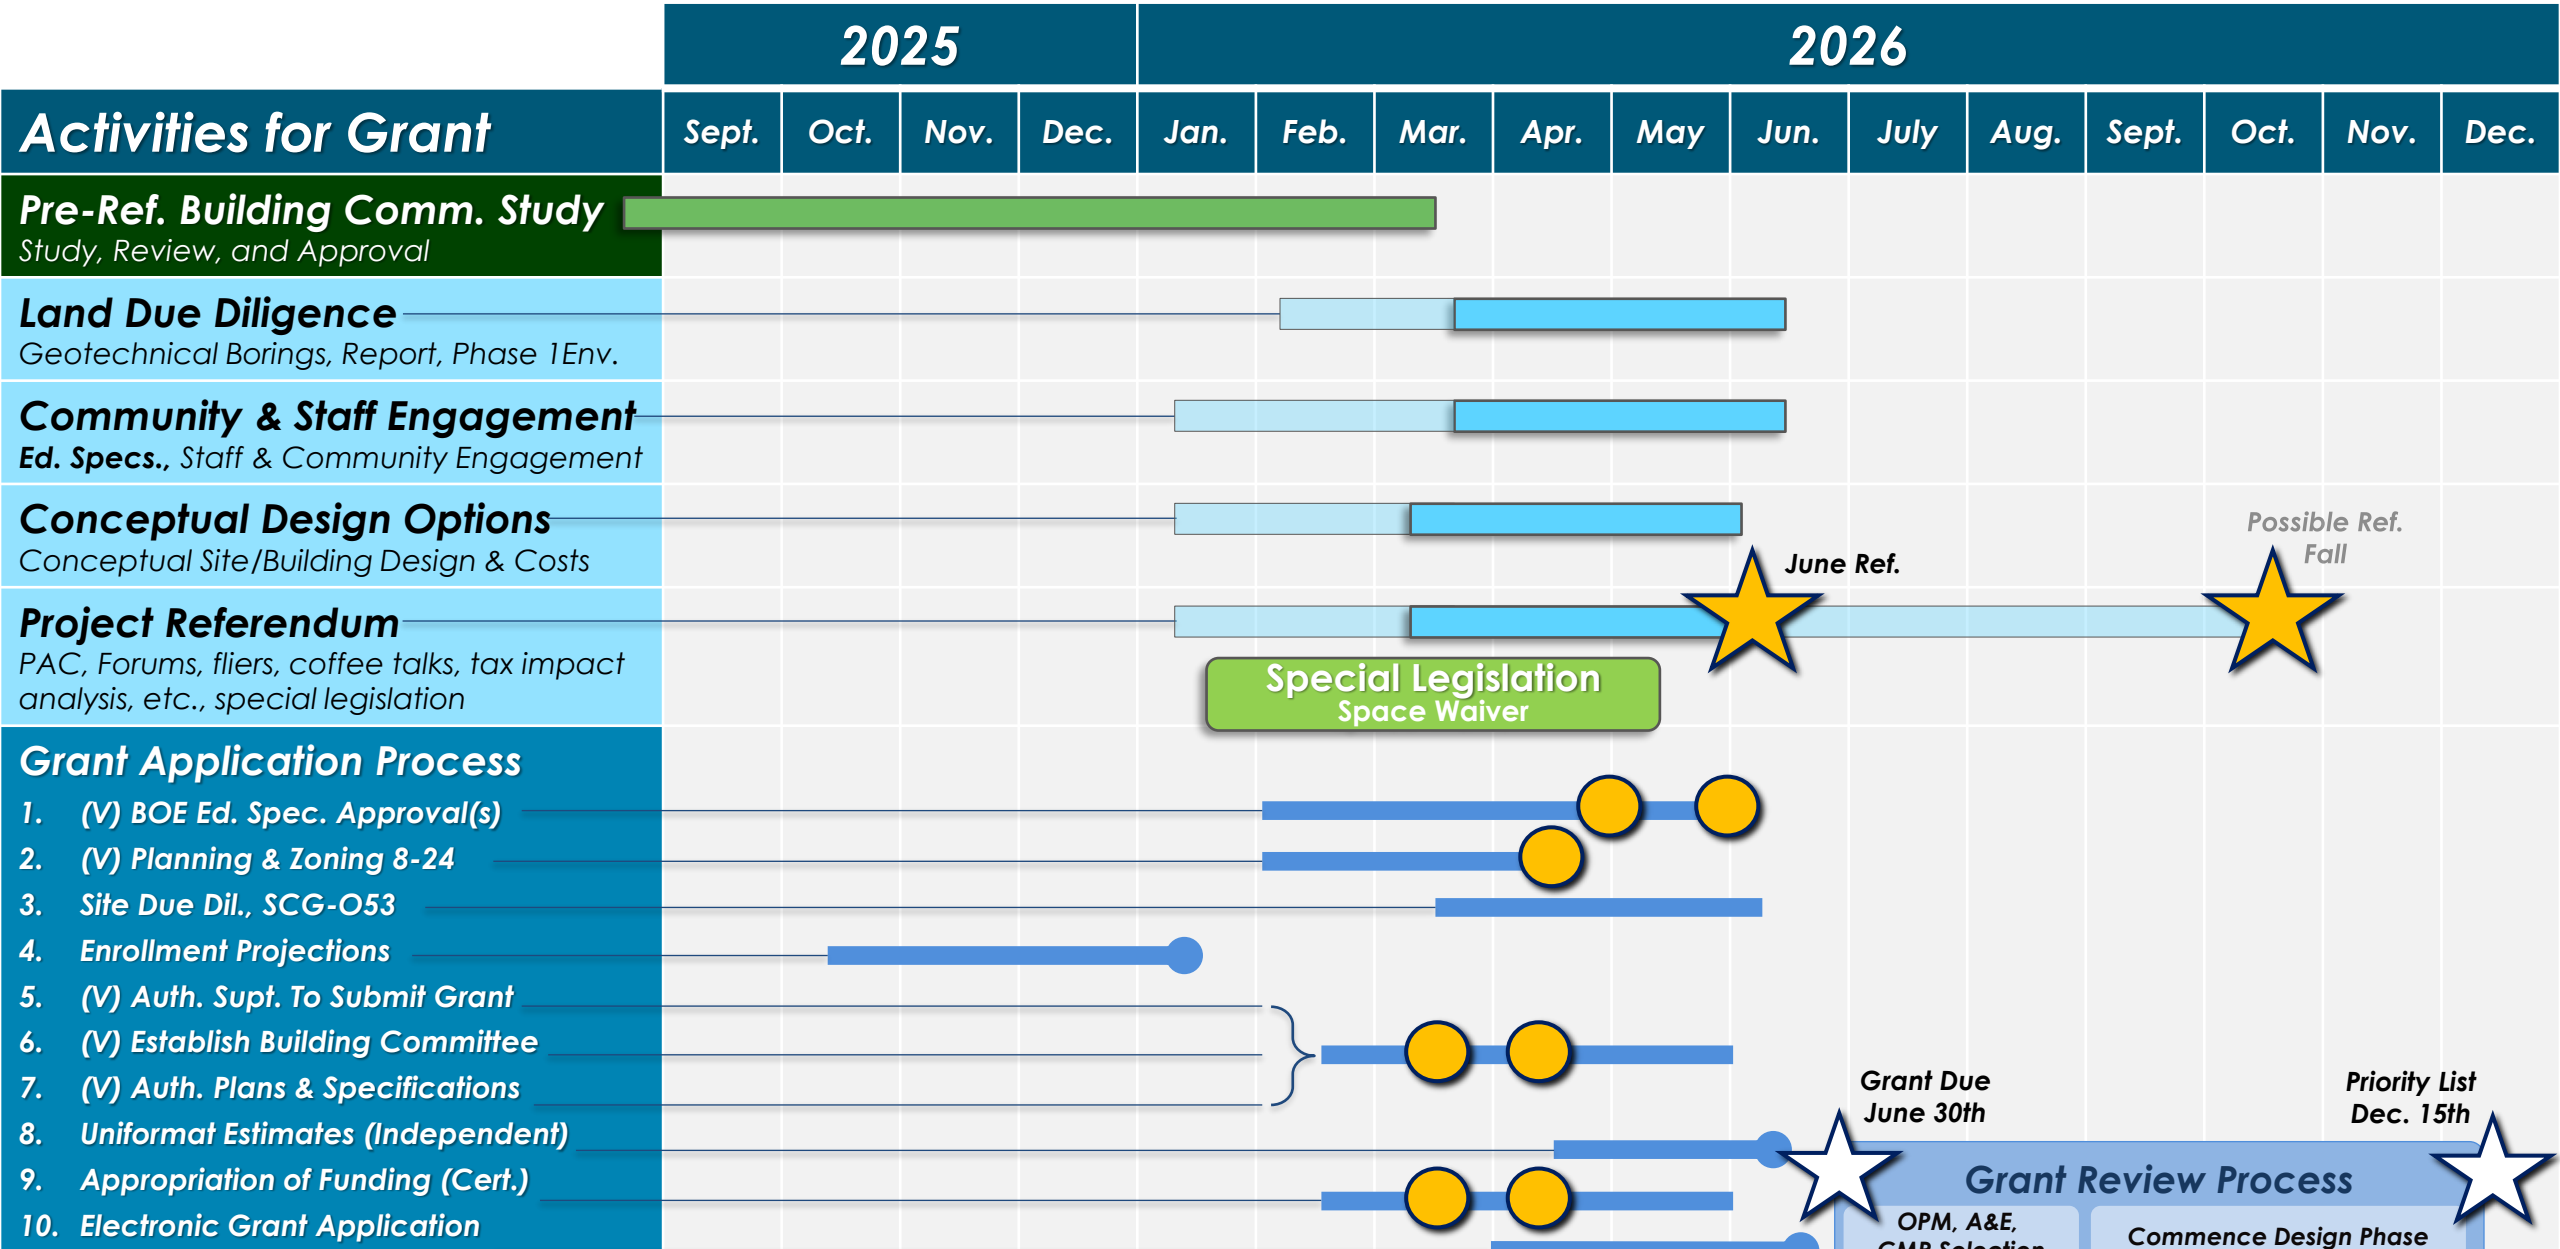 2025 2026
Activities for Grant Sept. Oct. Nov. Dec. Jan. Feb. Mar. Apr. May Jun. July Aug. Sept. Oct. Nov. Dec.
Pre-Ref. Building Comm. Study
Study, Review, and Approval
Land Due Diligence
Geotechnical Borings, Report, Phase 1Env.
Community & Staff Engagement
Ed. Specs., Staff & Community Engagement
Conceptual Design Options
Conceptual Site/Building Design & Costs
Possible Ref.
Fall
June Ref.
Project Referendum
PAC, Forums, fliers, coffee talks, tax impact
analysis, etc., special legislation
Special Legislation
Space Waiver
Grant Application Process
1. (V) BOE Ed. Spec. Approval(s)
2. (V) Planning & Zoning 8-24
3. Site Due Dil., SCG-O53
4. Enrollment Projections
5. (V) Auth. Supt. To Submit Grant
6. (V) Establish Building Committee
7. (V) Auth. Plans & Specifications
8. Uniformat Estimates (Independent)
9. Appropriation of Funding (Cert.)
10. Electronic Grant Application
Grant Due
June 30th
Priority List
Dec. 15th
Grant Review Process
OPM, A&E,
CMR Selection
Commence Design Phase